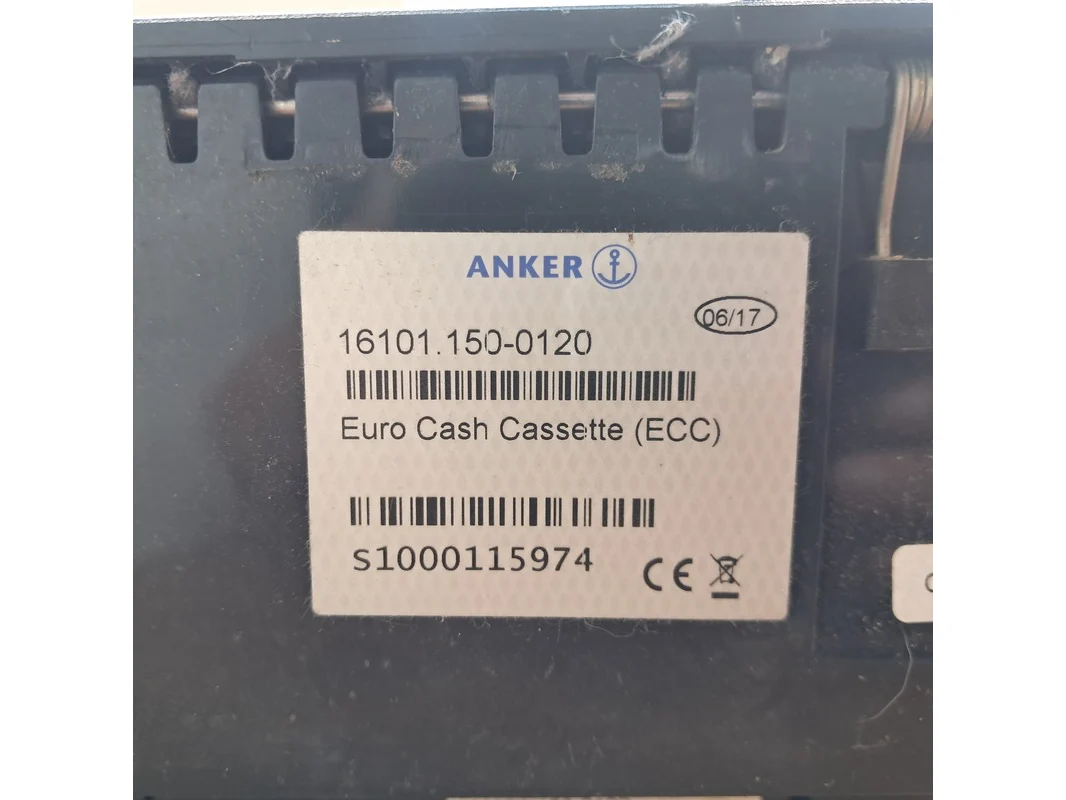 ANKER
06/17
16101.150-0120
Euro Cash Cassette (ECC)
S1000115974
CE